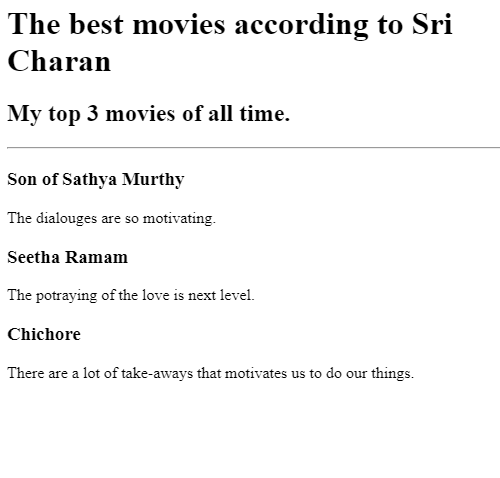 The best movies according to Sri
Charan
My top 3 movies of all time.
Son of Sathya Murthy
The dialouges are so motivating.
Seetha Ramam
The potraying of the love is next level.
Chichore
There are a lot of take-aways that motivates us to do our things.